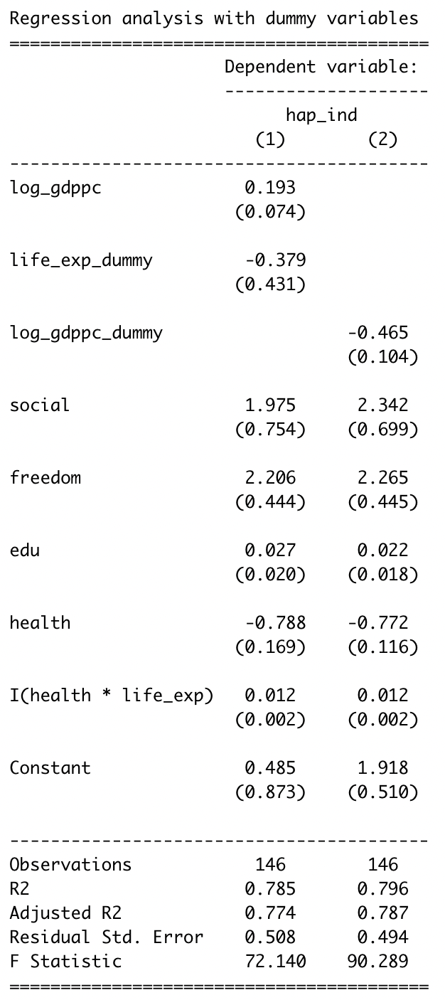 Regression analysis with dummy variables
=========================================
Dependent variable:
--------------------
hap_ind
(1) (2)
-----------------------------------------
log_gdppc 0.193
(0.074)
life_exp_dummy -0.379
(0.431)
log_gdppc_dummy -0.465
(0.104)
social 1.975 2.342
(0.754) (0.699)
freedom 2.206 2.265
(0.444) (0.445)
edu 0.027 0.022
(0.020) (0.018)
health -0.788 -0.772
(0.169) (0.116)
I(health * life_exp) 0.012 0.012
(0.002) (0.002)
Constant 0.485 1.918
(0.873) (0.510)
-----------------------------------------
Observations 146 146
R2 0.785 0.796
Adjusted R2 0.774 0.787
Residual Std. Error 0.508 0.494
F Statistic 72.140 90.289
=========================================